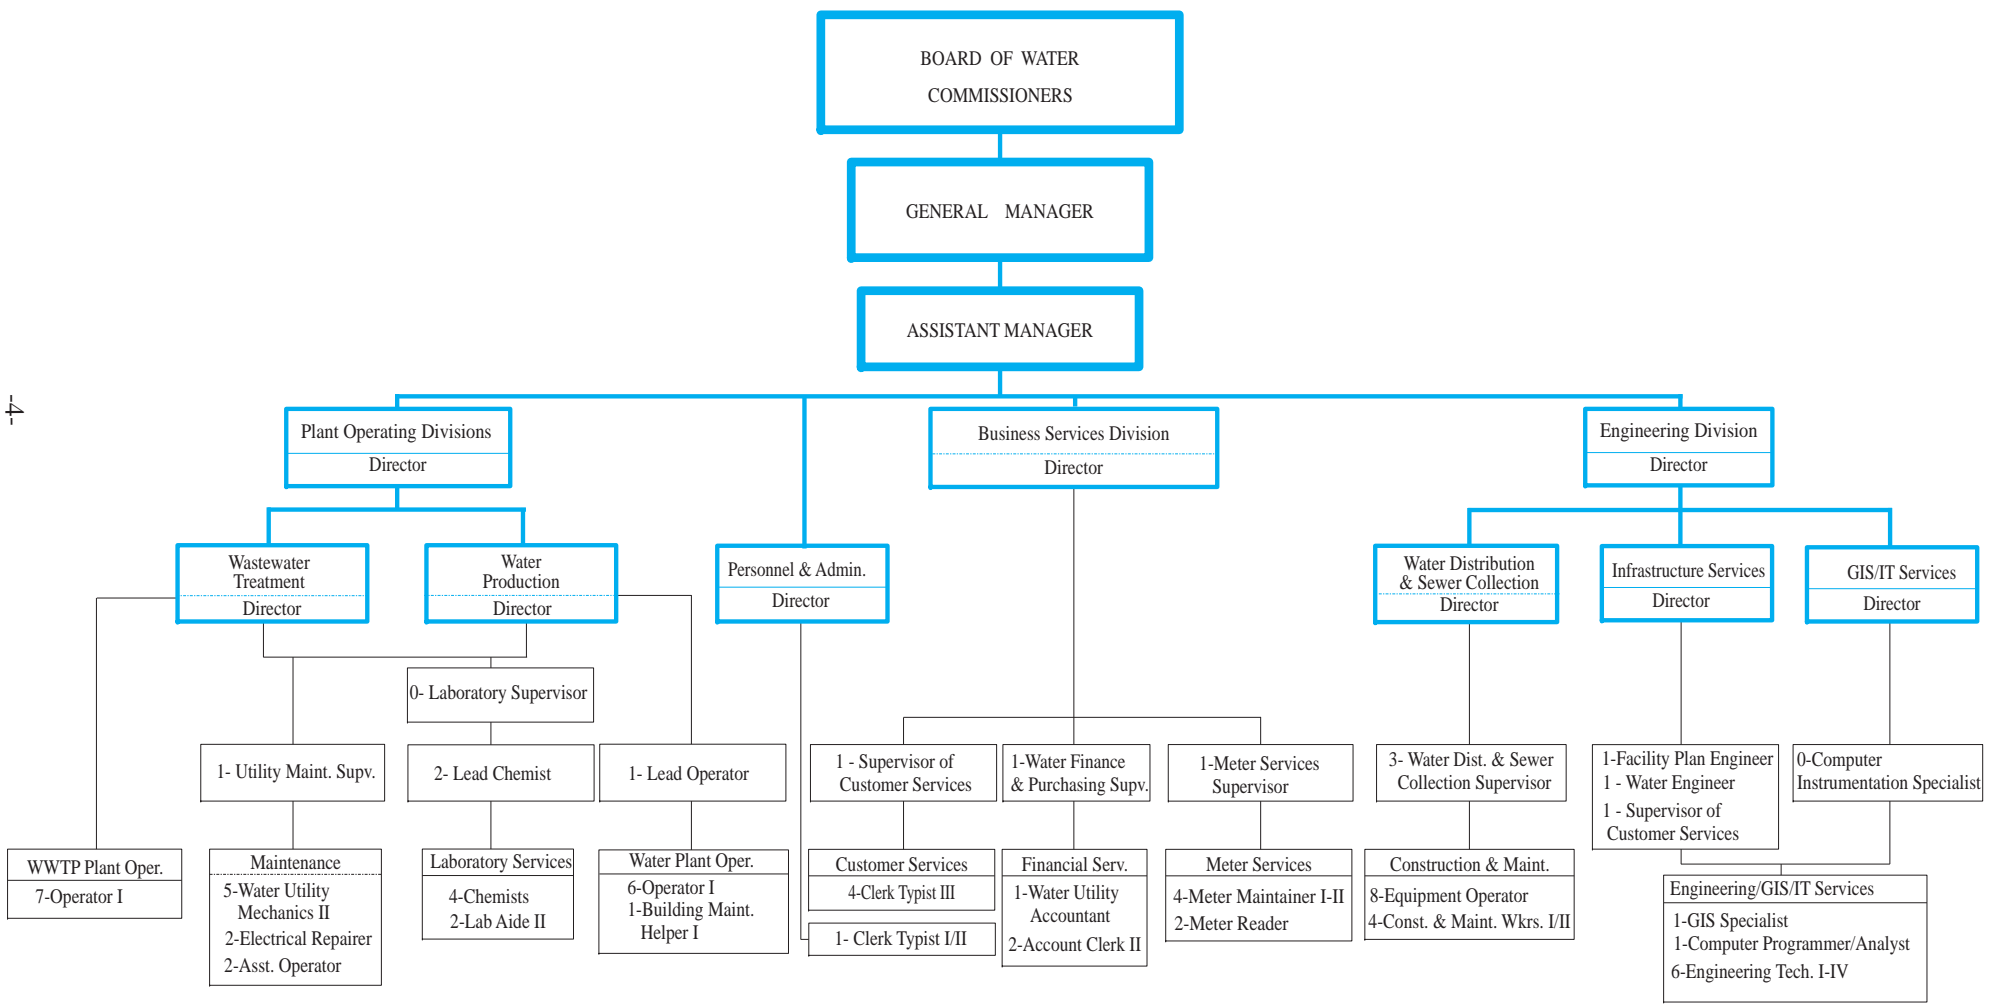 BOARD OF WATER
COMMISSIONERS
GENERAL MANAGER
ASSISTANT MANAGER
-4-
Plant Operating Divisions
Director
Business Services Division
Director
Engineering Division
Director
Wastewater
Treatment
Director
Water
Production
Director
Personnel & Admin.
Director
Water Distribution
& Sewer Collection
Director
Infrastructure Services
Director
GIS/IT Services
Director
0- Laboratory Supervisor
1- Utility Maint. Supv.
2- Lead Chemist
1- Lead Operator
1 - Supervisor of
Customer Services
1-Water Finance
& Purchasing Supv.
1-Meter Services
Supervisor
3- Water Dist. & Sewer
Collection Supervisor
1-Facility Plan Engineer
1 - Water Engineer
1 - Supervisor of
Customer Services
0-Computer
Instrumentation Specialist
WWTP Plant Oper.
7-Operator I
Maintenance
5-Water Utility
Mechanics II
2-Electrical Repairer
2-Asst. Operator
Laboratory Services
4-Chemists
2-Lab Aide II
Water Plant Oper.
6-Operator I
1-Building Maint.
Helper I
Customer Services
4-Clerk Typist III
1- Clerk Typist I/II
Financial Serv.
1-Water Utility
Accountant
2-Account Clerk II
Meter Services
4-Meter Maintainer I-II
2-Meter Reader
Construction & Maint.
8-Equipment Operator
4-Const. & Maint. Wkrs. I/II
Engineering/GIS/IT Services
1-GIS Specialist
1-Computer Programmer/Analyst
6-Engineering Tech. I-IV